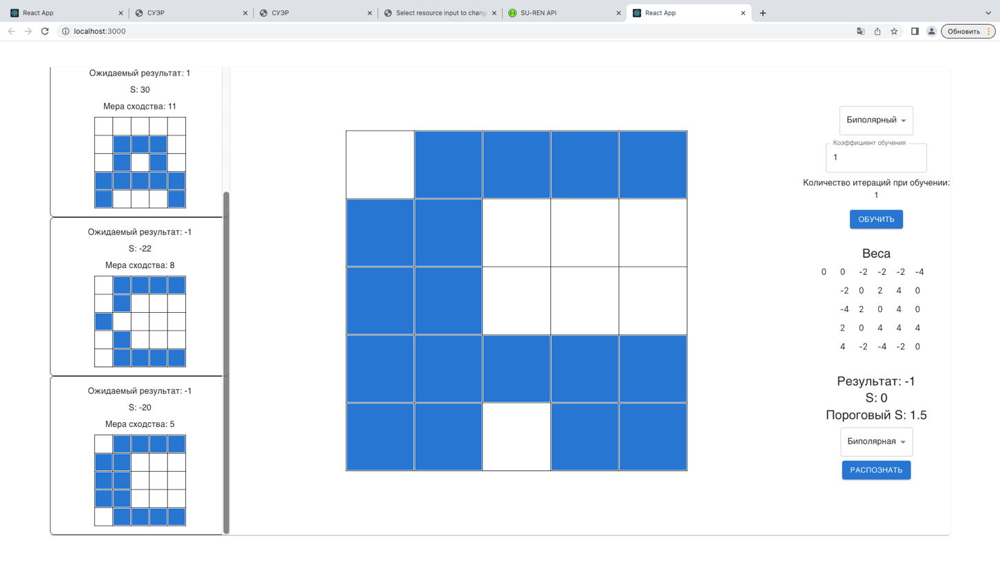 React App
СУЭР
СУЭР
Select resource input to chang
SU-REN API
React App
localhost:3000
Обновить
Ожидаемый результат: 1
S: 30
Мера сходства: 11
Ожидаемый результат: -1
S: -22
Мера сходства: 8
Ожидаемый результат: -1
S: -20
Мера сходства: 5
Биполярный
Коэффициент обучения
1
Количество итераций при обучении:
1
ОБУЧИТЬ
Веса
0 0 -2 -2 -2 -4
-2 0 2 4 0
-4 2 0 4 0
2 0 4 4 4
4 -2 -4 -2 0
Результат: -1
S: 0
Пороговый S: 1.5
Биполярная
РАСПОЗНАТЬ